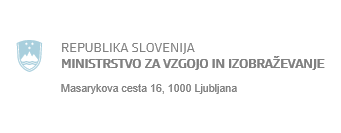 REPUBLIKA SLOVENIJA
MINISTRSTVO ZA VZGOJO IN IZOBRAŽEVANJE
Masarykova cesta 16, 1000 Ljubljana